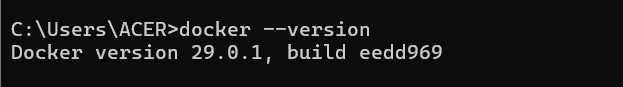 C:\Users\ACER>docker --version
Docker version 29.0.1, build eedd969